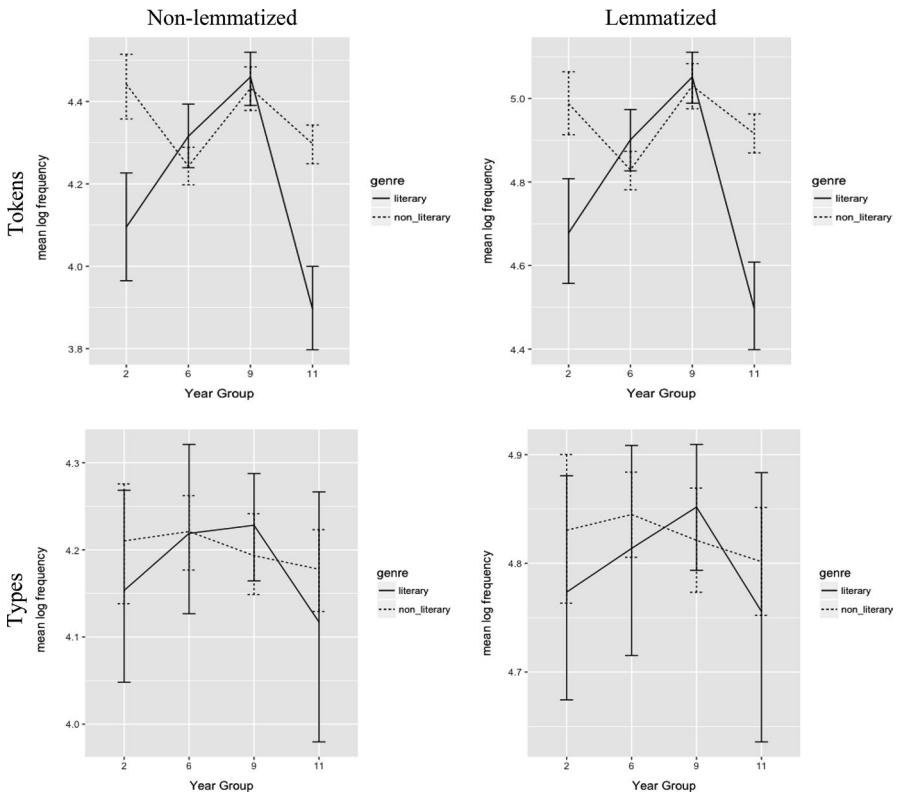 Non-lemmatized
Lemmatized
Tokens
mean log frequency
4.4
4.2
4.0
3.8
2
6
9
11
Year Group
genre
literary
non_literary
mean log frequency
5.0
4.8
4.6
4.4
2
6
9
11
Year Group
genre
literary
non_literary
Types
mean log frequency
4.3
4.2
4.1
4.0
2
6
9
11
Year Group
genre
literary
non_literary
mean log frequency
4.9
4.8
4.7
2
6
9
11
Year Group
genre
literary
non_literary